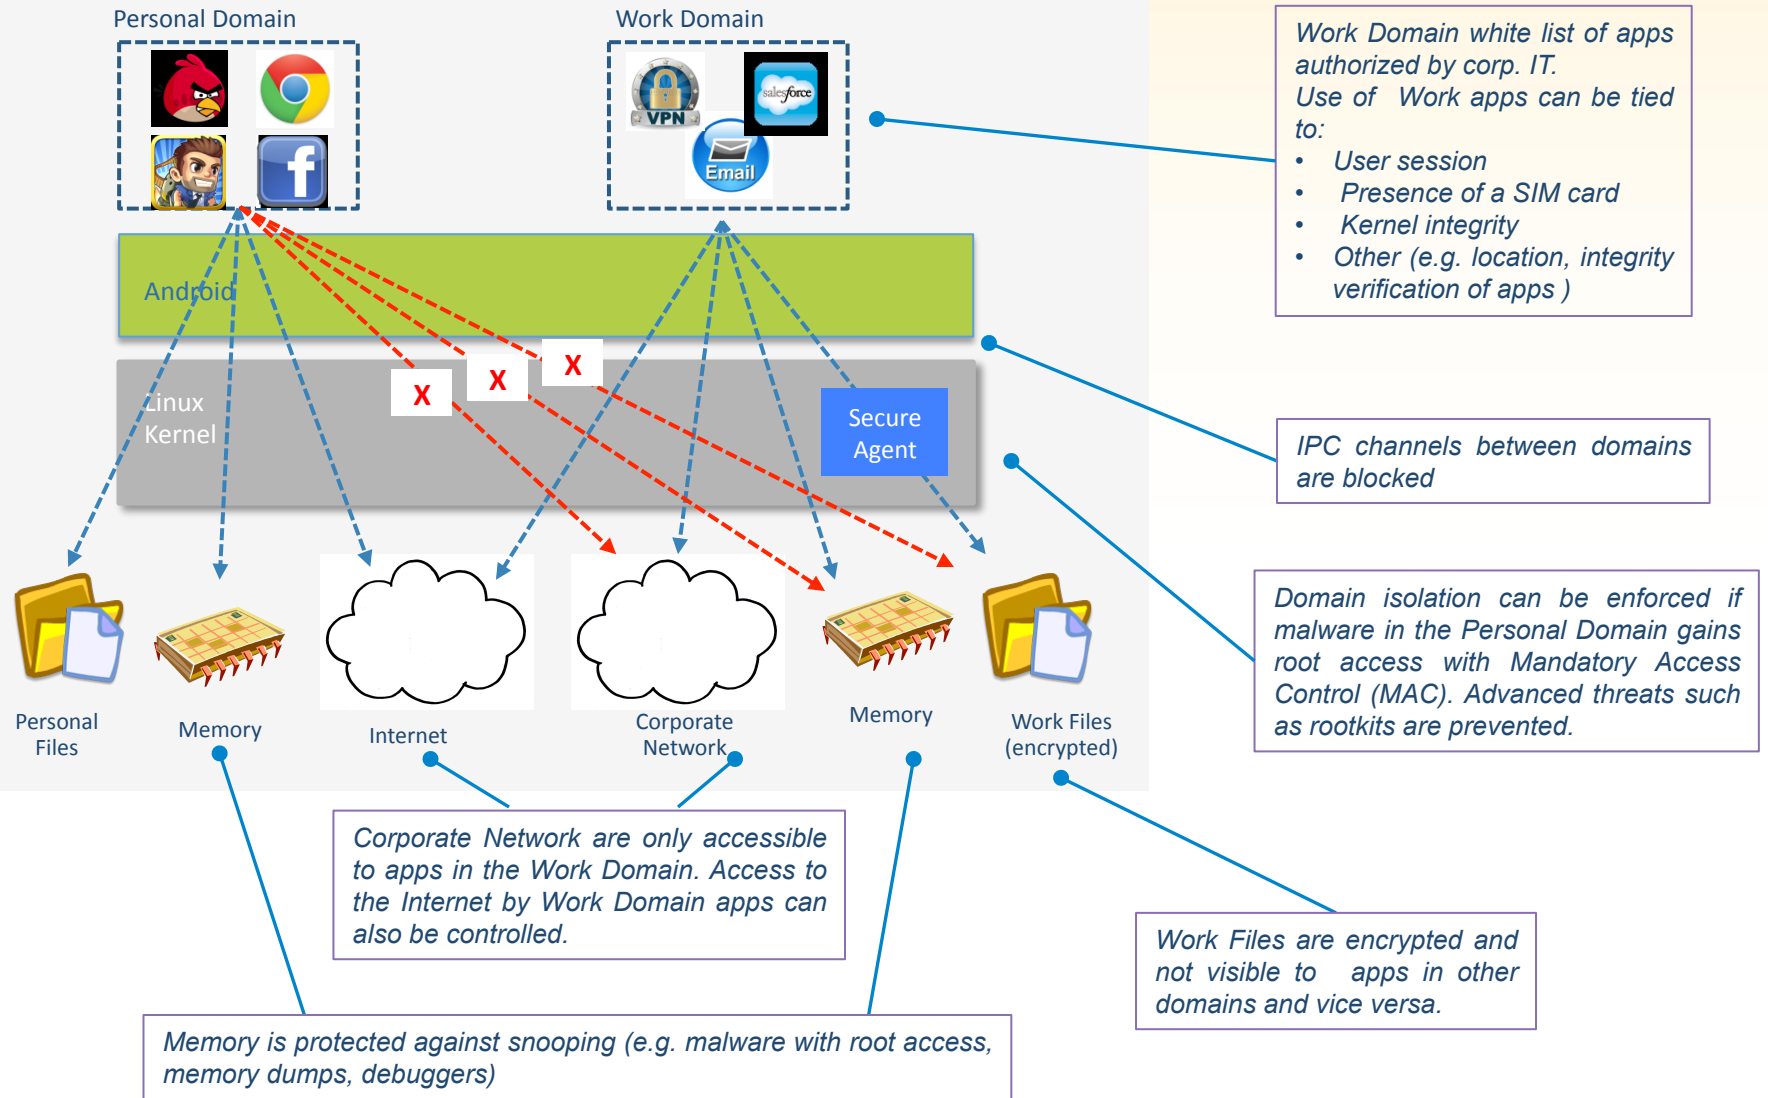 Personal Domain
Work Domain
VPN
salesforce
Email
f
Work Domain white list of apps
authorized by corp. IT.
Use of Work apps can be tied
to:
• User session
• Presence of a SIM card
• Kernel integrity
• Other (e.g. location, integrity
verification of apps )
Android
X
X
X
Linux
Kernel
Secure
Agent
IPC channels between domains
are blocked
Domain isolation can be enforced if
malware in the Personal Domain gains
root access with Mandatory Access
Control (MAC). Advanced threats such
as rootkits are prevented.
Personal
Files
Memory
Internet
Corporate
Network
Memory
Work Files
(encrypted)
Corporate Network are only accessible
to apps in the Work Domain. Access to
the Internet by Work Domain apps can
also be controlled.
Work Files are encrypted and
not visible to apps in other
domains and vice versa.
Memory is protected against snooping (e.g. malware with root access,
memory dumps, debuggers)